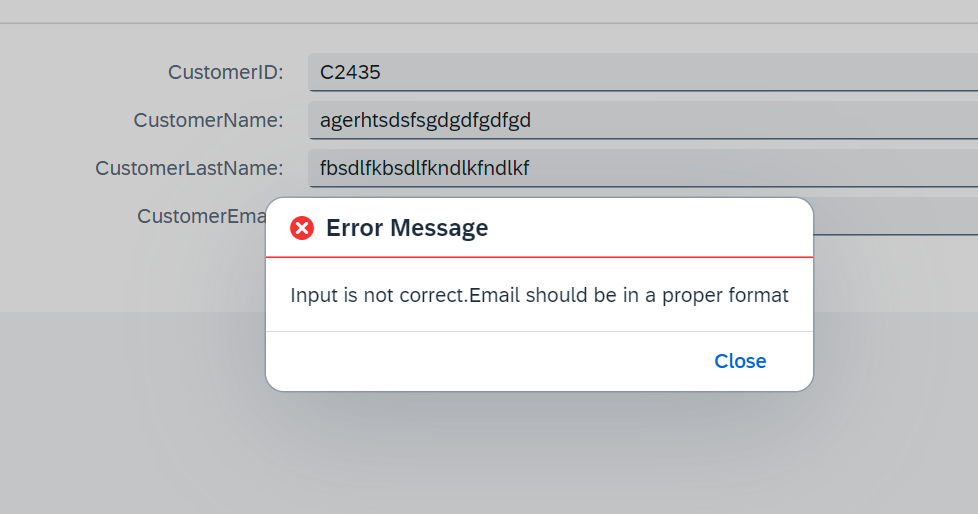 CustomerID: C2435
CustomerName: agerhtsdsfsgdgdfgdfgd
CustomerLastName: fbsdlfkbsdlfkndlkfndlkf
CustomerEma
Error Message
Input is not correct.Email should be in a proper format
Close